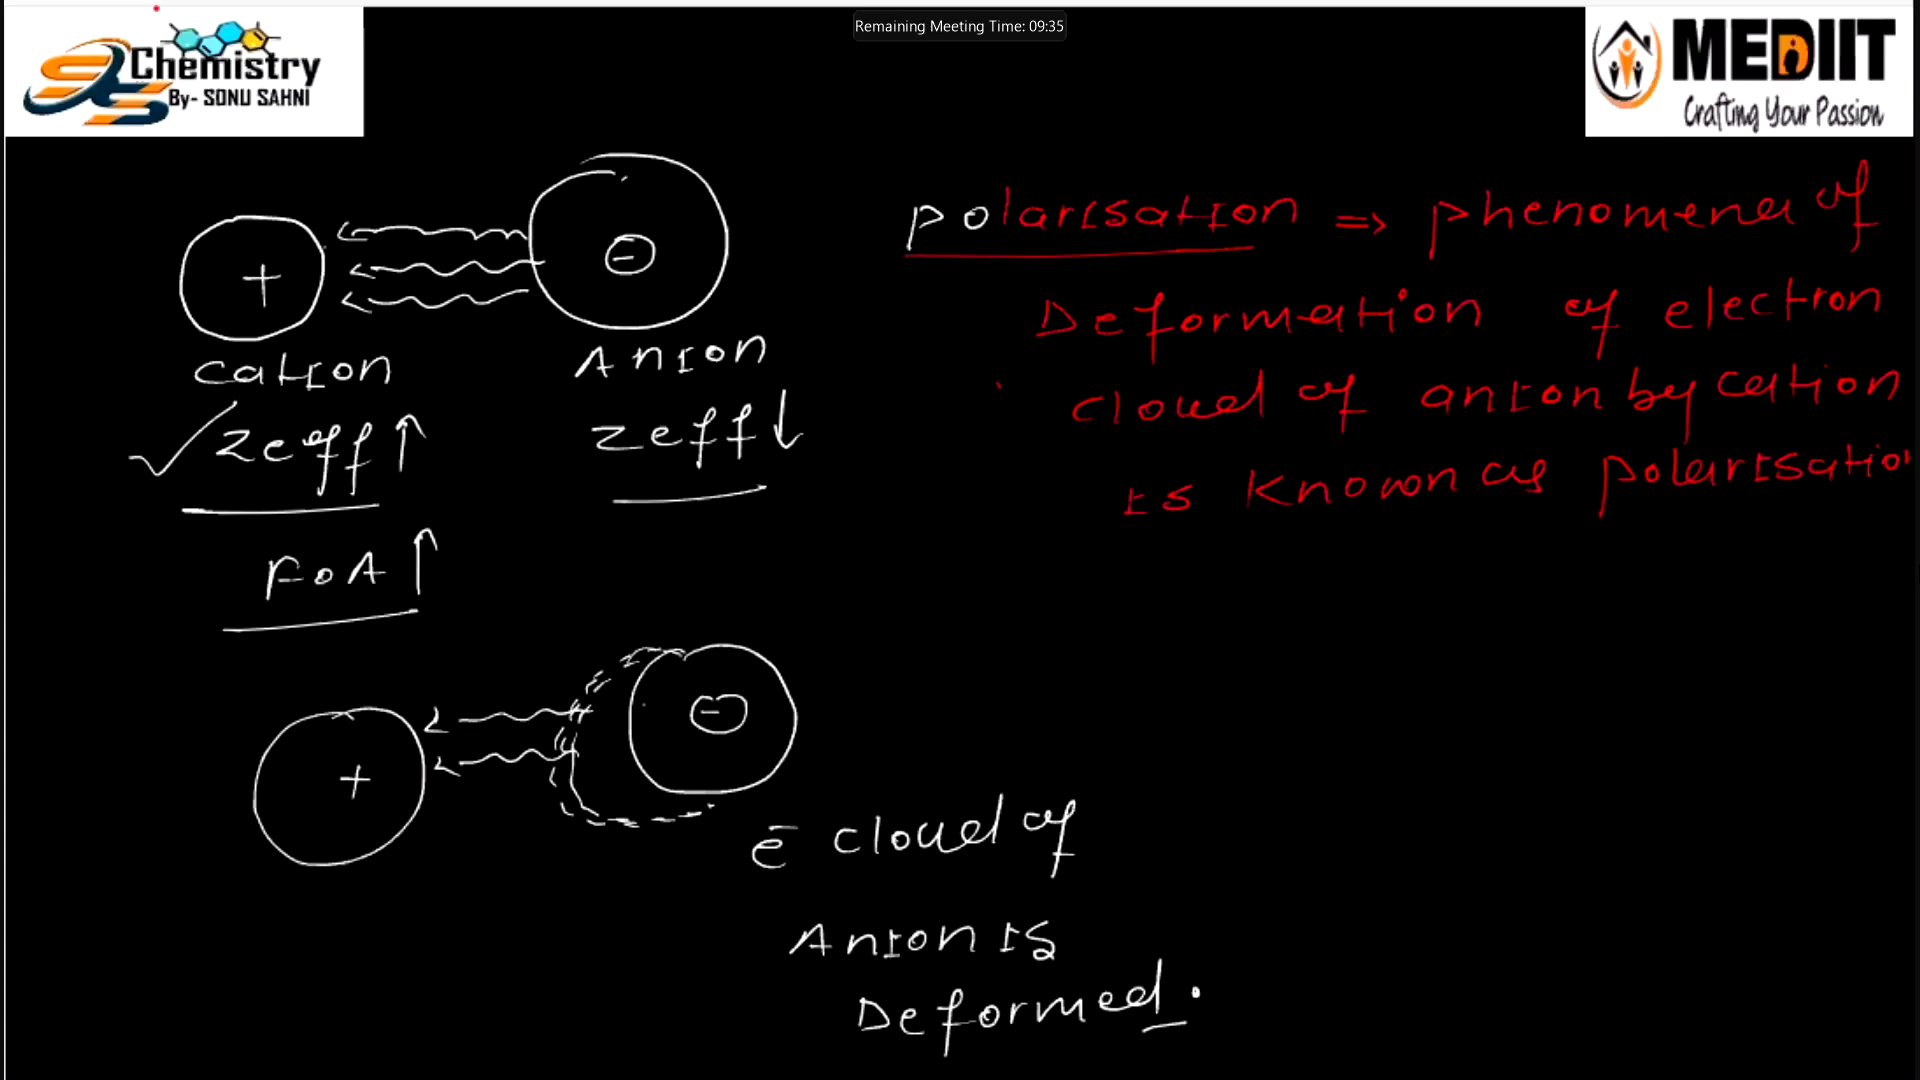 Remaining Meeting Time: 09:35
Chemistry
By- SONU SAHNI
MEDIIT
Crafting Your Passion
+
-
Cation
Anion
Zeff↑
Zeff↓
FOA↑
polarisation => phenomena of
Deformation of electron
cloud of anion by cation
is known as polarisation
+
-
e- cloud of
Anion is
Deformed.